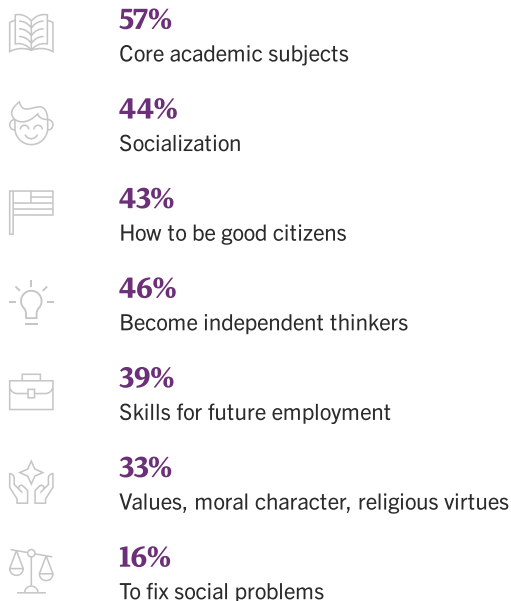 57%
Core academic subjects
44%
Socialization
43%
How to be good citizens
46%
Become independent thinkers
39%
Skills for future employment
33%
Values, moral character, religious virtues
16%
To fix social problems